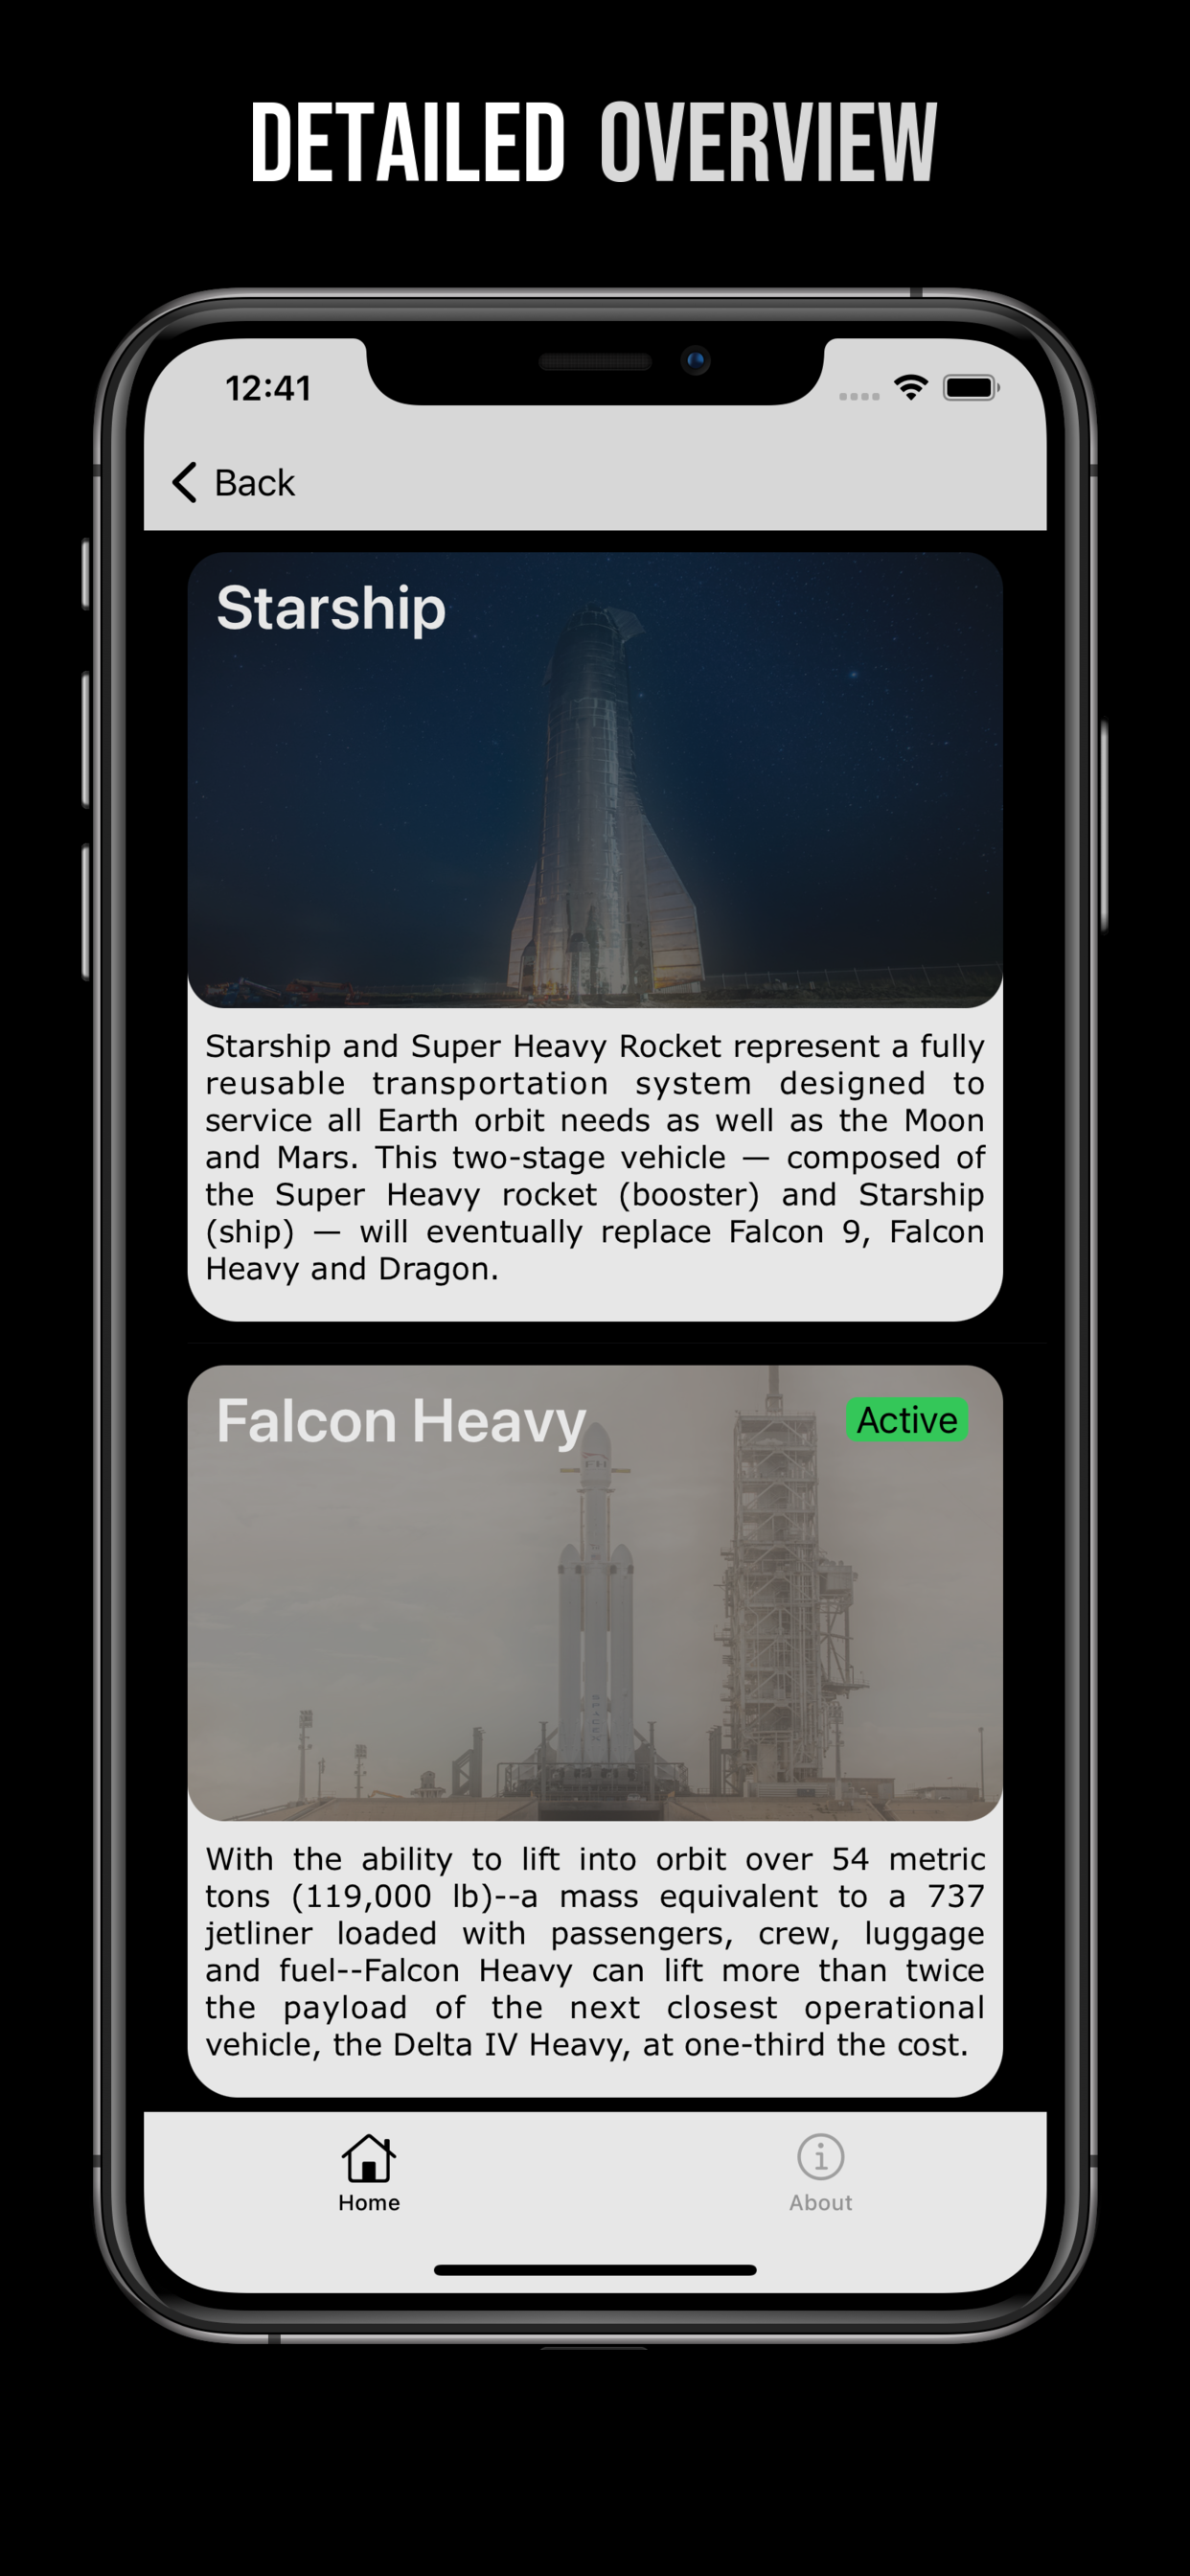 DETAILED OVERVIEW
12:41
Back
Starship
Starship and Super Heavy Rocket represent a fully
reusable transportation system designed to
service all Earth orbit needs as well as the Moon
and Mars. This two-stage vehicle — composed of
the Super Heavy rocket (booster) and Starship
(ship) — will eventually replace Falcon 9, Falcon
Heavy and Dragon.
Falcon Heavy
Active
SPACEX
With the ability to lift into orbit over 54 metric
tons (119,000 lb)--a mass equivalent to a 737
jetliner loaded with passengers, crew, luggage
and fuel--Falcon Heavy can lift more than twice
the payload of the next closest operational
vehicle, the Delta IV Heavy, at one-third the cost.
Home
About